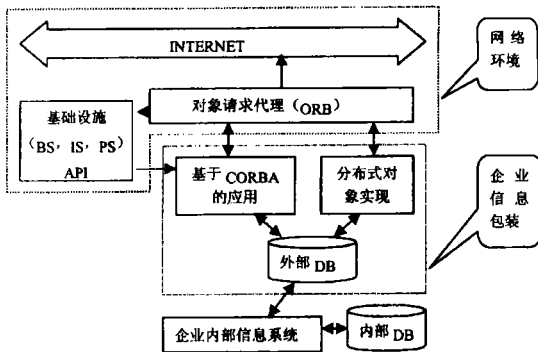 INTERNET
网络
环境
对象请求代理（ORB）
基础设施
（BS，IS，PS）
API
基于 CORBA
的应用
分布式对
象实现
企业
信息
包装
外部 DB
企业内部信息系统
内部 DB